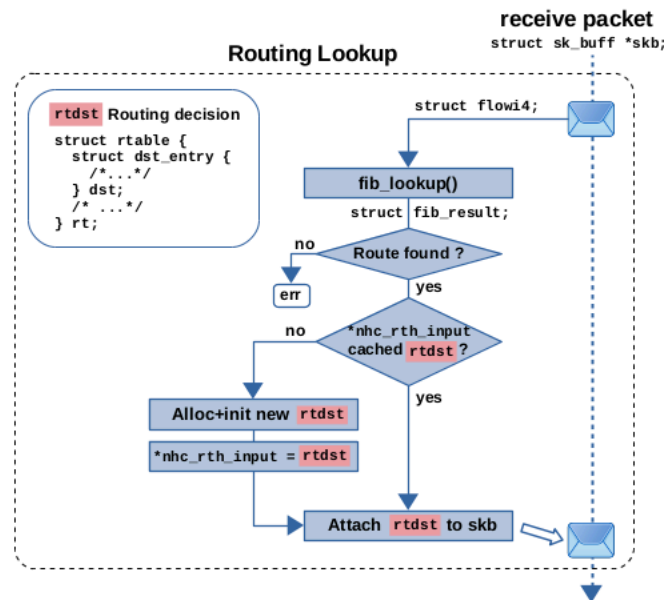 receive packet
struct sk_buff *skb;
Routing Lookup
rtdst Routing decision
struct rtable {
struct dst_entry {
/*...*/
} dst;
/* ...*/
} rt;
struct flowi4;
fib_lookup()
struct fib_result;
no
Route found ?
err
yes
no
*nhc_rth_input
cached rtdst ?
yes
Alloc+init new rtdst
*nhc_rth_input = rtdst
Attach rtdst to skb